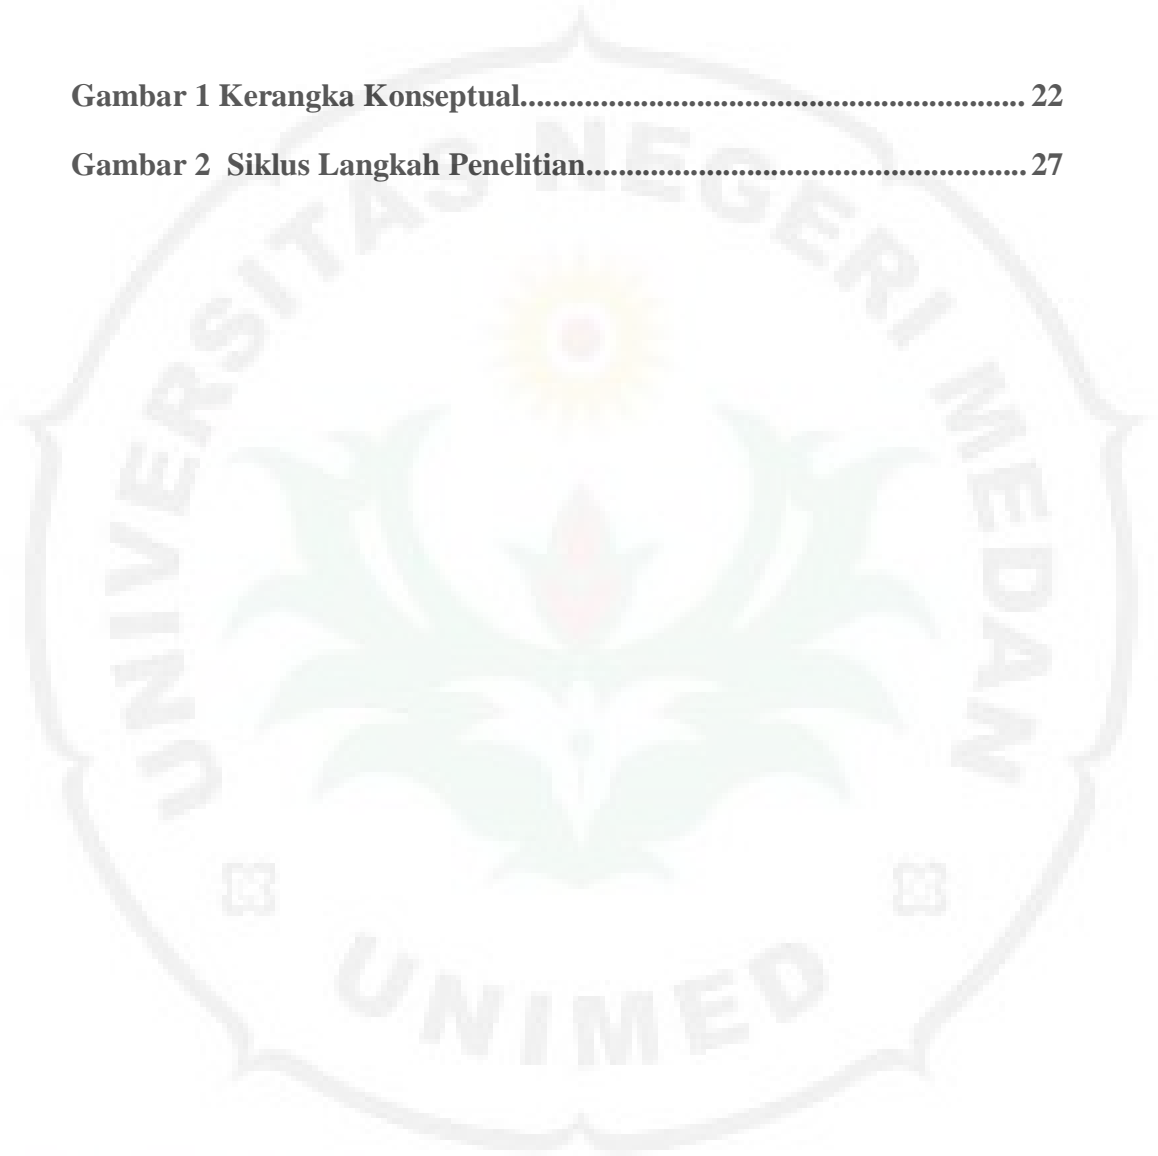 Gambar 1 Kerangka Konseptual.............................................................. 22
Gambar 2  Siklus Langkah Penelitian...................................................... 27
UNIVERSITAS NEGERI MEDAN
UNIMED